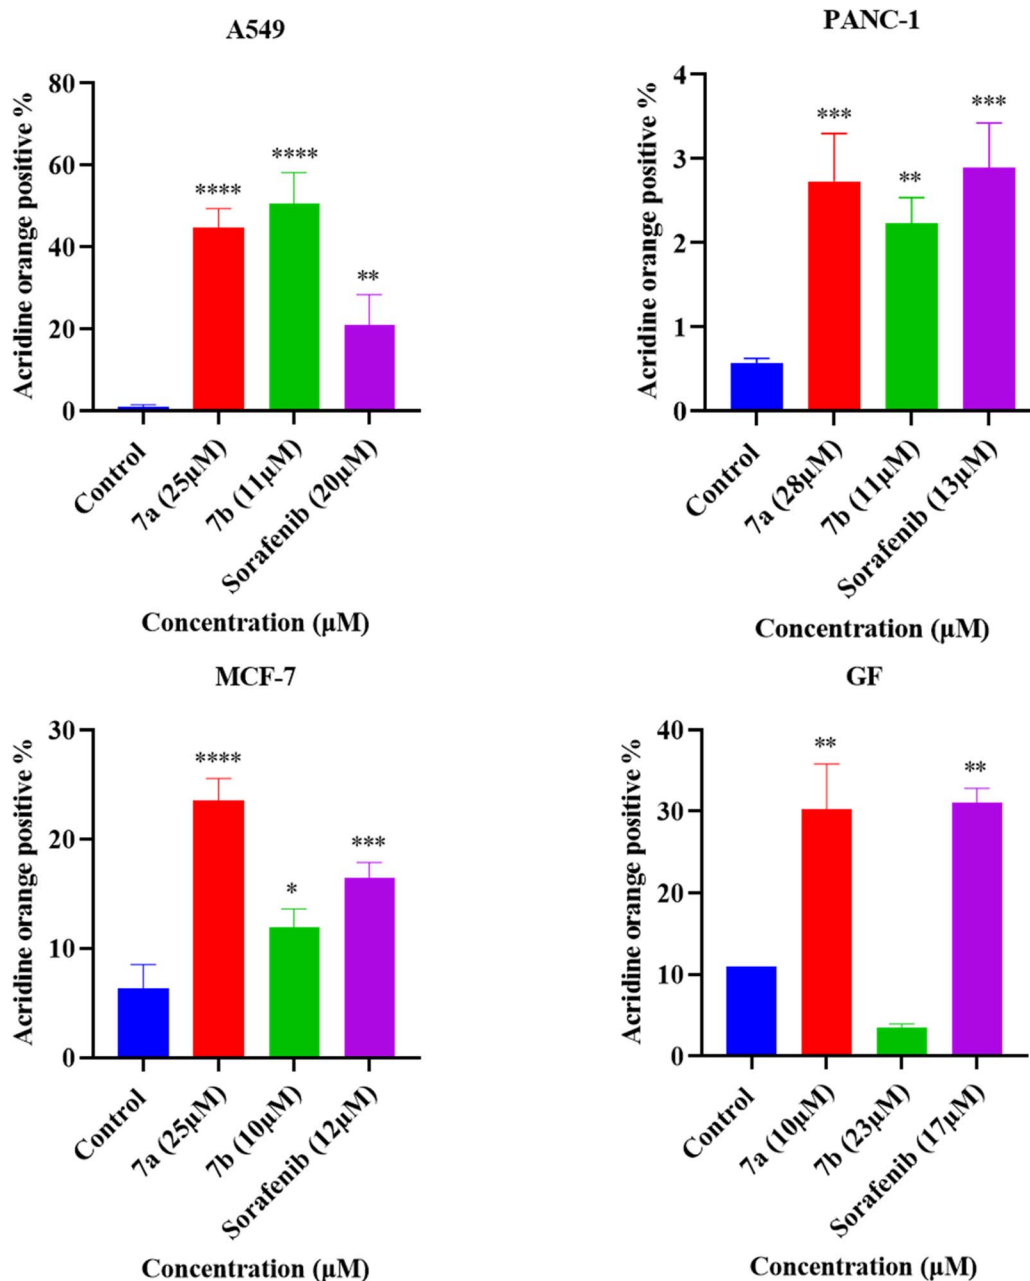 A549
Acridine orange positive %
80
60
40
20
0
****
****
**
Control
7a (25μM)
7b (11μM)
Sorafenib (20μM)
Concentration (μM)
PANC-1
Acridine orange positive %
4
3
2
1
0
***
**
***
Control
7a (28μM)
7b (11μM)
Sorafenib (13μM)
Concentration (μM)
MCF-7
Acridine orange positive %
30
20
10
0
****
*
***
Control
7a (25μM)
7b (10μM)
Sorafenib (12μM)
Concentration (μM)
GF
Acridine orange positive %
40
30
20
10
0
**
**
Control
7a (10μM)
7b (23μM)
Sorafenib (17μM)
Concentration (μM)